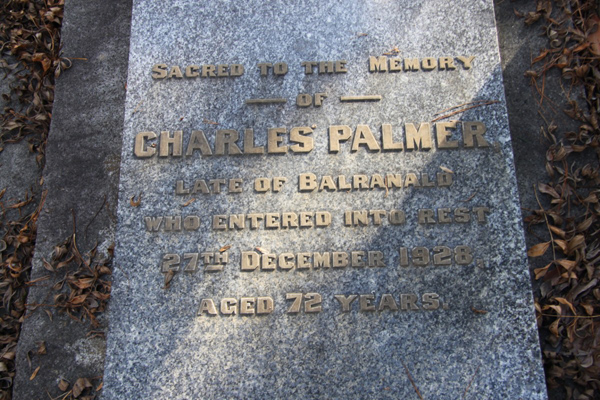 SACRED TO THE MEMORY
— OF —
CHARLES PALMER,
LATE OF BALRANALD
WHO ENTERED INTO REST
27TH DECEMBER 1928.
AGED 72 YEARS.